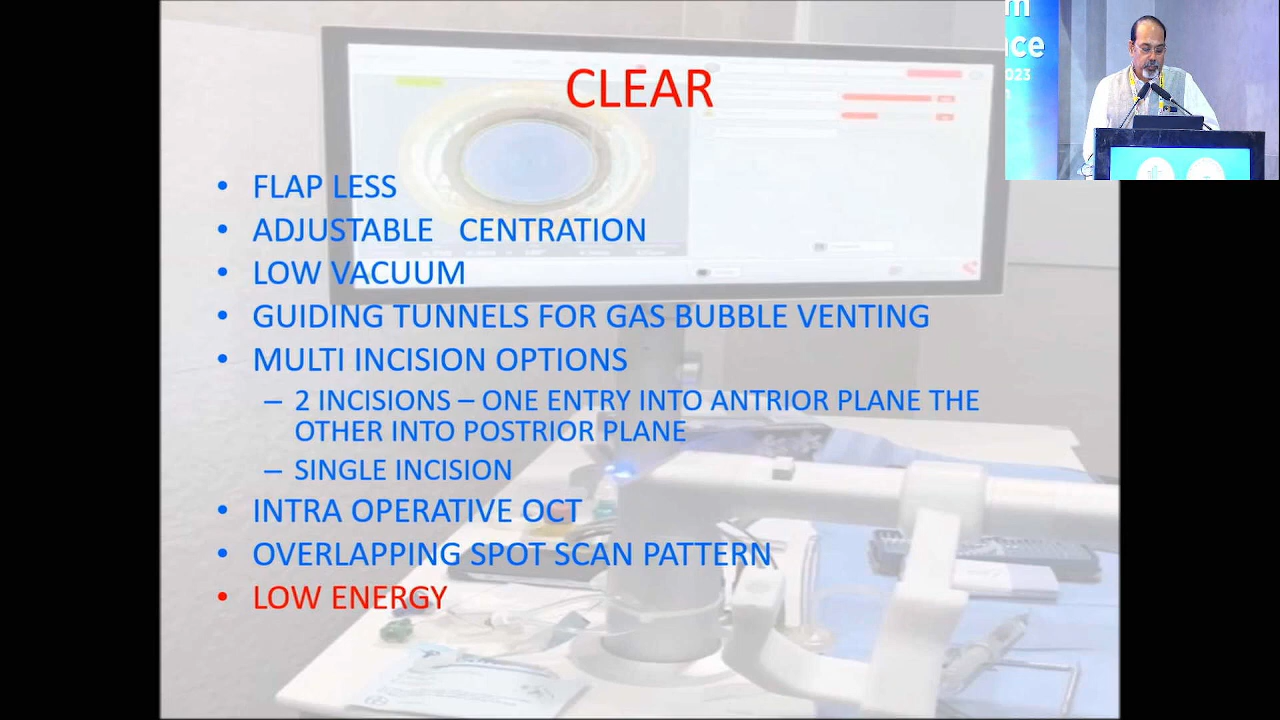 CLEAR
• FLAP LESS
• ADJUSTABLE CENTRATION
• LOW VACUUM
• GUIDING TUNNELS FOR GAS BUBBLE VENTING
• MULTI INCISION OPTIONS
– 2 INCISIONS – ONE ENTRY INTO ANTRIOR PLANE THE
OTHER INTO POSTRIOR PLANE
– SINGLE INCISION
• INTRA OPERATIVE OCT
• OVERLAPPING SPOT SCAN PATTERN
• LOW ENERGY